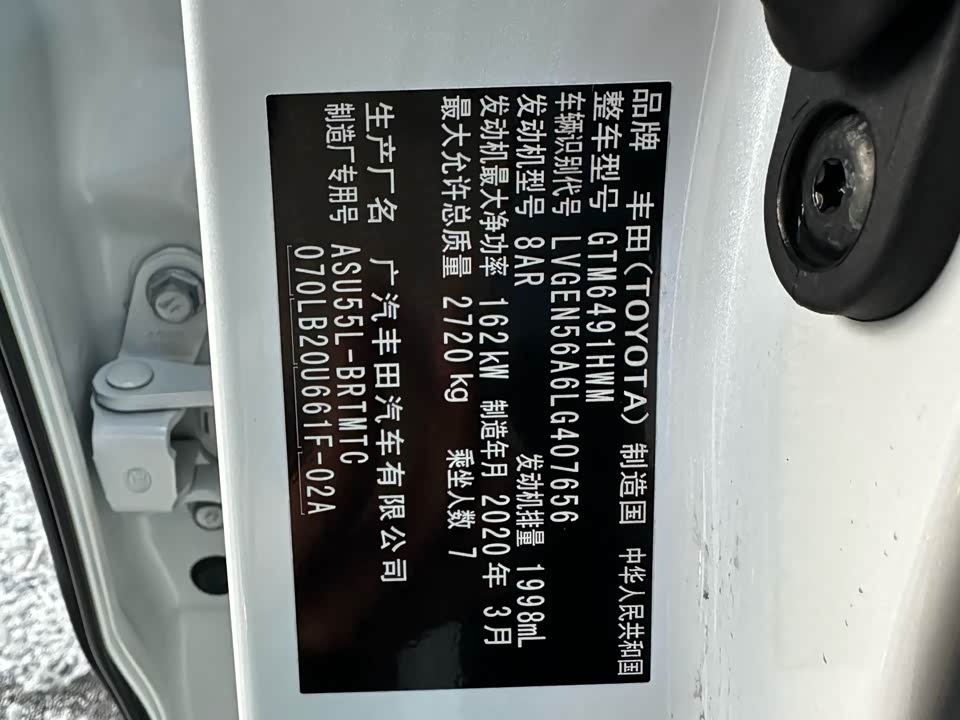 品牌 丰田(TOYOTA) 制造国 中华人民共和国
整车型号 GTM6491HWM
车辆识别代号 LVGEN56A6LG407656
发动机型号 8AR 发动机排量 1998mL
发动机最大净功率 162kW 制造年月 2020年 3月
最大允许总质量 2720kg 乘坐人数 7
生产厂名 广汽丰田汽车有限公司
制造厂专用号 ASU55L-BRTMTC
070LB20U661F-02A